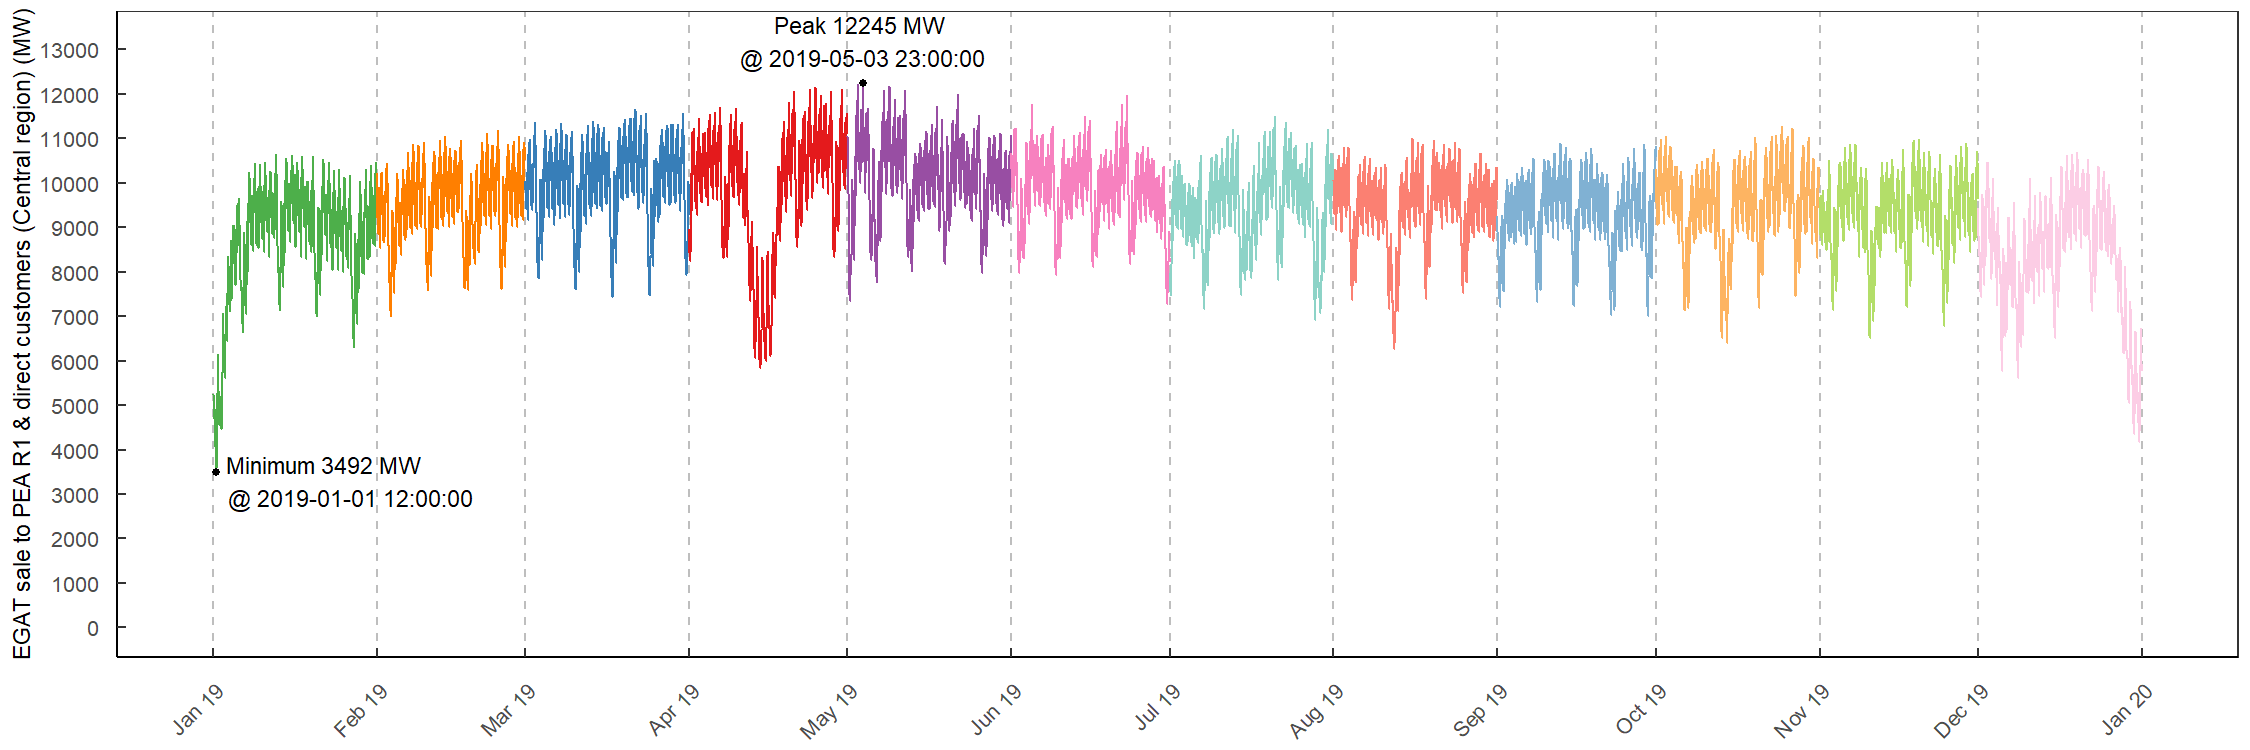 EGAT sale to PEA R1 & direct customers (Central region) (MW)
13000
12000
11000
10000
9000
8000
7000
6000
5000
4000
3000
2000
1000
0
Peak 12245 MW
@ 2019-05-03 23:00:00
Minimum 3492 MW
@ 2019-01-01 12:00:00
Jan 19
Feb 19
Mar 19
Apr 19
May 19
Jun 19
Jul 19
Aug 19
Sep 19
Oct 19
Nov 19
Dec 19
Jan 20